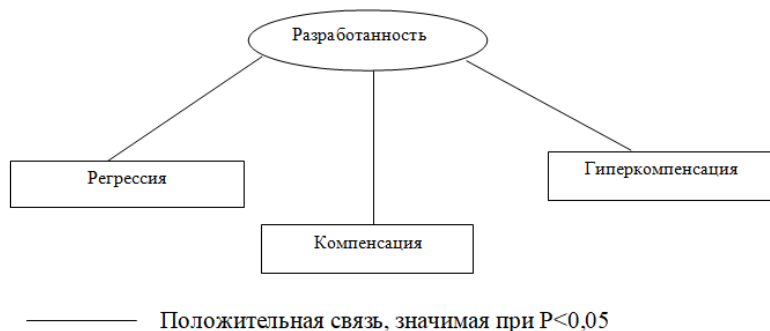 Разработанность
Регрессия
Гиперкомпенсация
Компенсация
Положительная связь, значимая при P<0,05